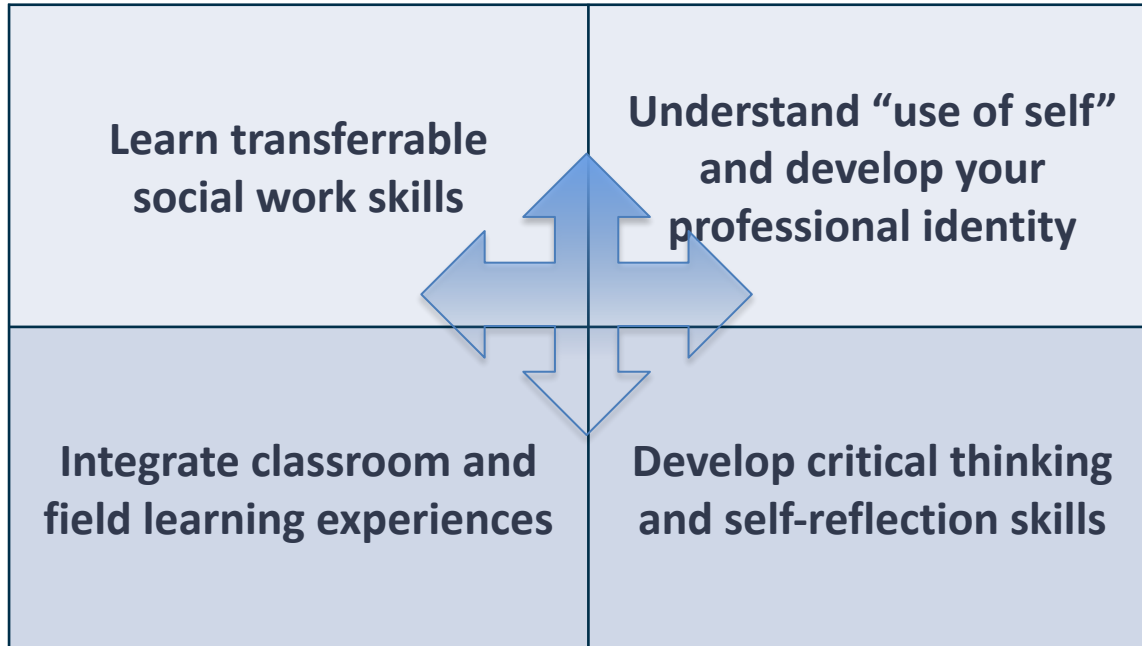 Learn transferrable
social work skills
Understand “use of self”
and develop your
professional identity
Integrate classroom and
field learning experiences
Develop critical thinking
and self-reflection skills